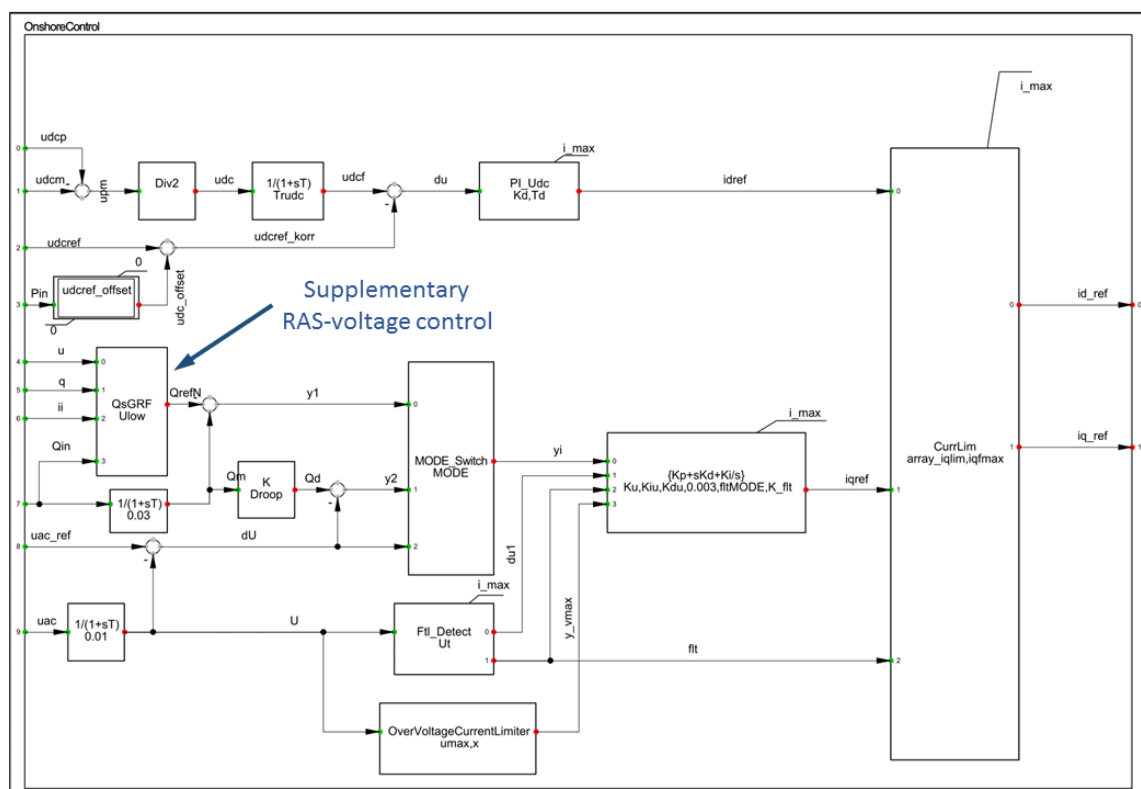 OnshoreControl
i_max
udcp
0
udcm
1
-
upm
Div2
udc
1/(1+sT)
Trudc
udcf
-
du
i_max
PI_Udc
Kd,Td
idref
0
udcref
2
udcref_korr
0
Pin
3
udcref_offset
0
udc_offset
Supplementary
RAS-voltage control
0
id_ref
0
u
4
0
q
5
1
ii
6
2
Qin
3
QsGRF
Ulow
QrefN
-
y1
0
MODE_Switch
MODE
yi
i_max
0
1
2
3
{Kp+sKd+Ki/s}
Ku,Kiu,Kdu,0.003,fltMODE,K_flt
iqref
1
CurrLim
array_iqlim,iqfmax
1
iq_ref
1
7
1/(1+sT)
0.03
Qm
K
Droop
Qd
-
y2
1
uac_ref
8
-
dU
2
du1
y_vmax
uac
9
1/(1+sT)
0.01
U
i_max
Ftl_Detect
Ut
0
1
flt
2
OverVoltageCurrentLimiter
umax,x